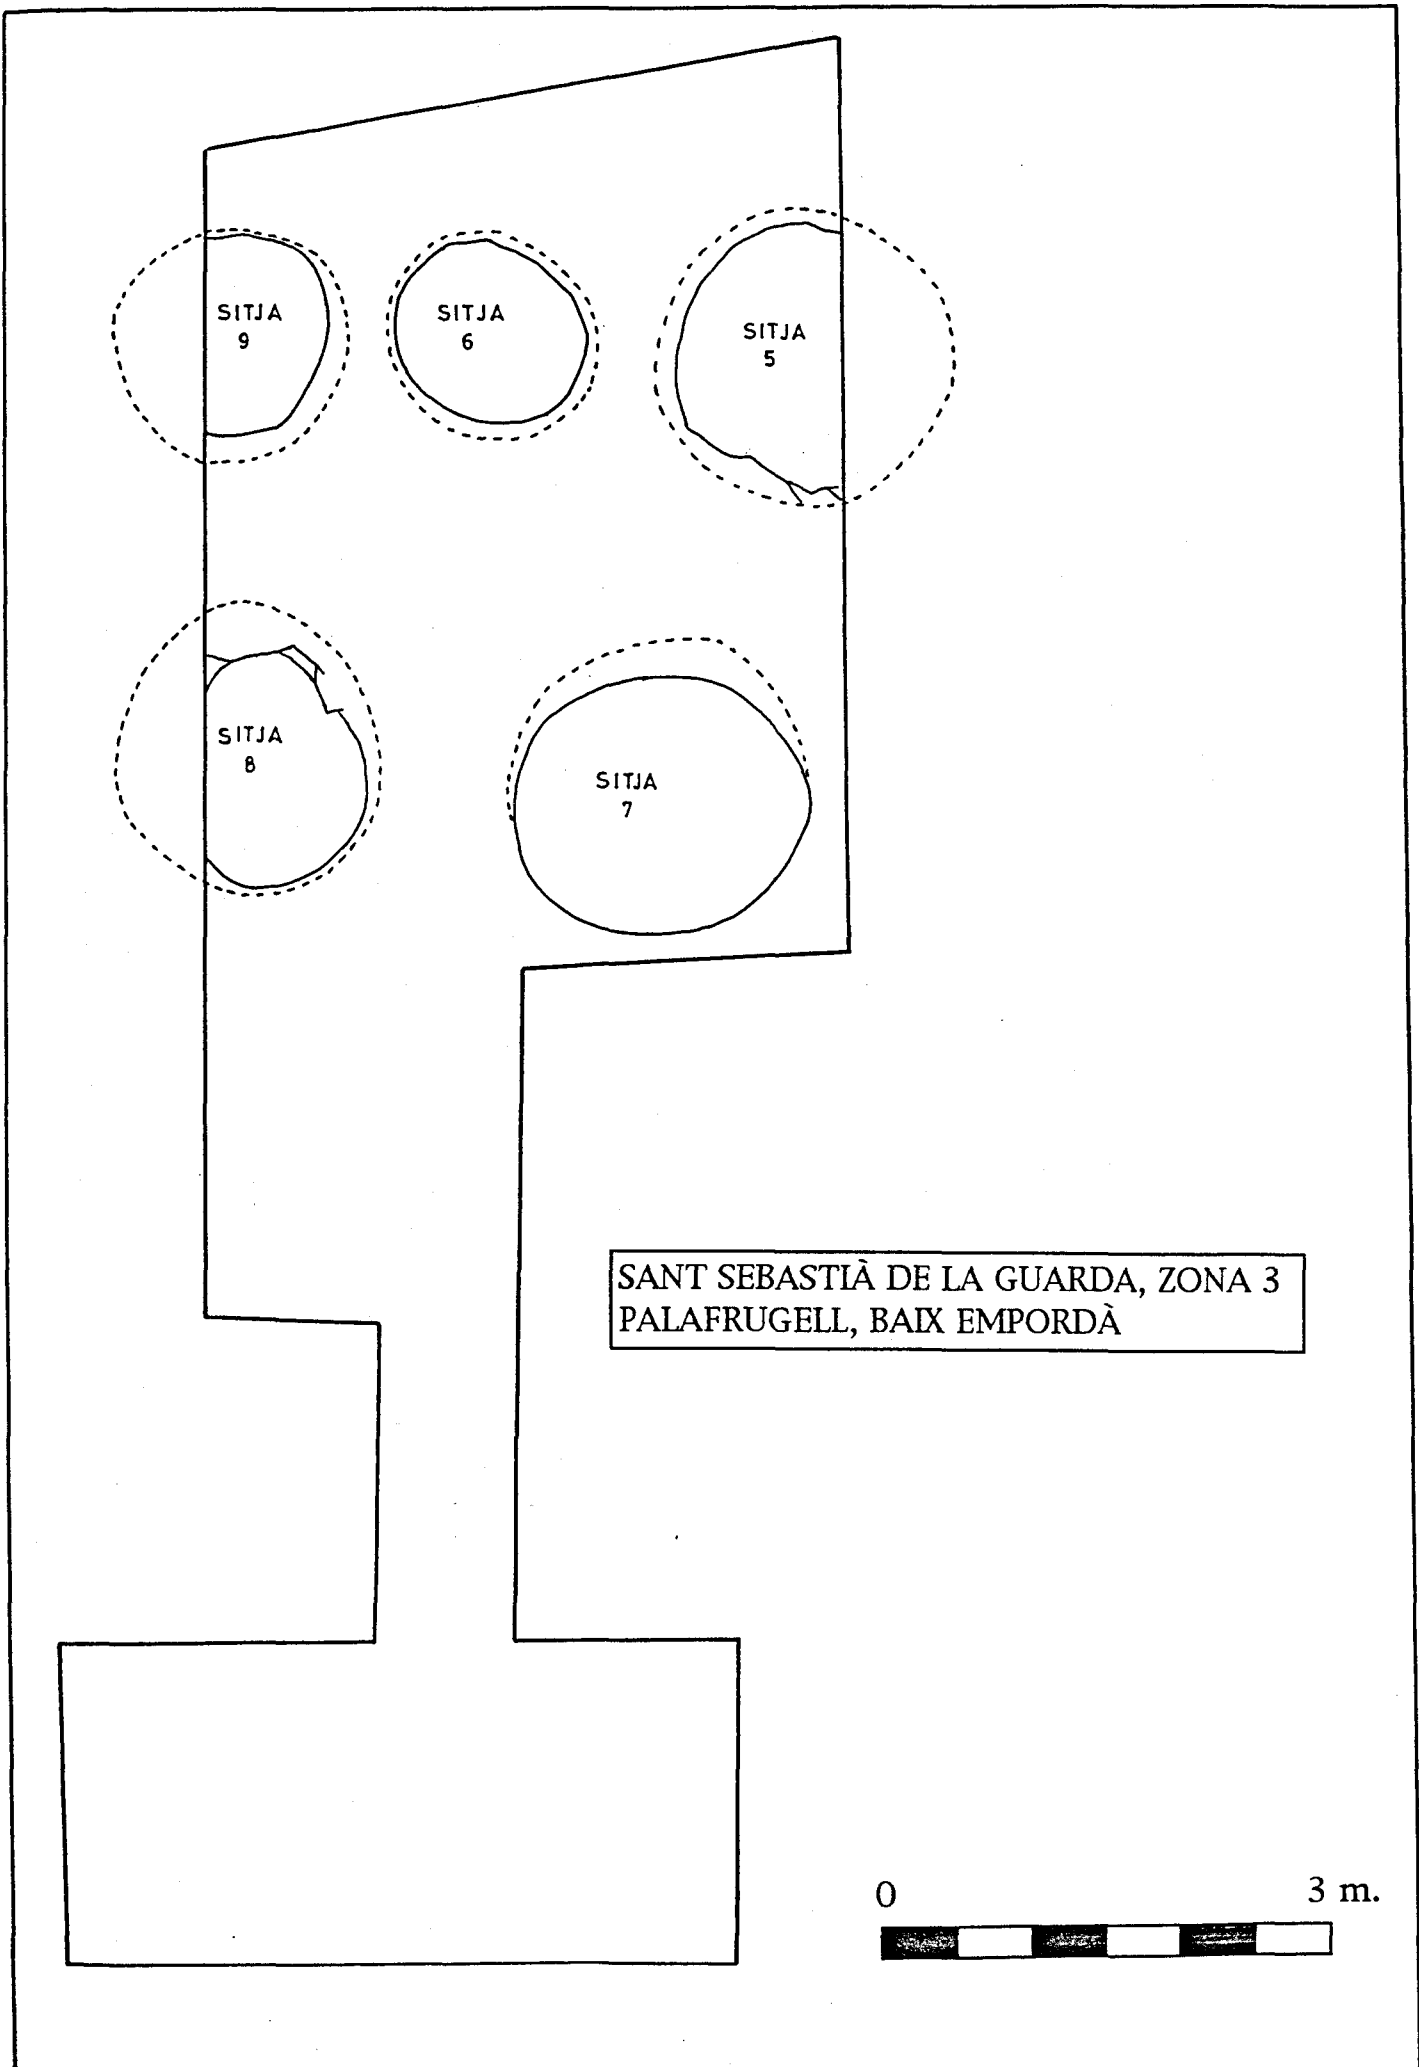 SITJA
9
SITJA
6
SITJA
5
SITJA
8
SITJA
7
SANT SEBASTIÀ DE LA GUARDA, ZONA 3
PALAFRUGELL, BAIX EMPORDÀ
0 3 m.